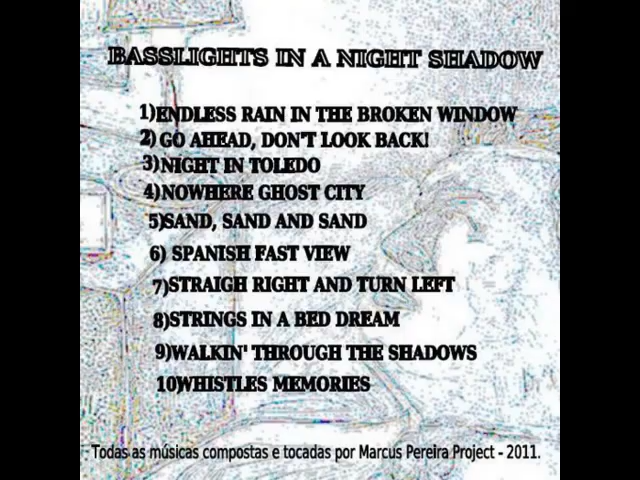 BASSLIGHTS IN A NIGHT SHADOW
1)ENDLESS RAIN IN THE BROKEN WINDOW
2) GO AHEAD, DON'T LOOK BACK!
3) NIGHT IN TOLEDO
4) NOWHERE GHOST CITY
5)SAND, SAND AND SAND
6) SPANISH FAST VIEW
7)STRAIGH RIGHT AND TURN LEFT
8)STRINGS IN A BED DREAM
9)WALKIN' THROUGH THE SHADOWS
10)WHISTLES MEMORIES
Todas as músicas compostas e tocadas por Marcus Pereira Project - 2011.